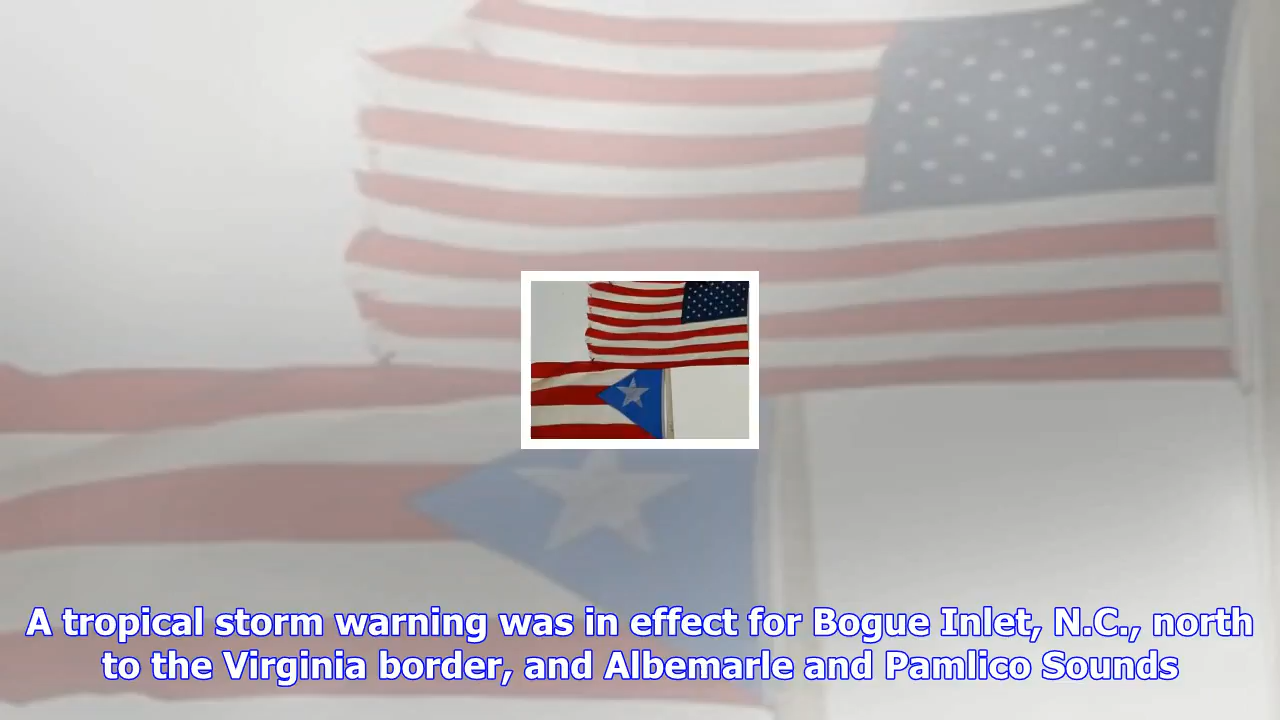 A tropical storm warning was in effect for Bogue Inlet, N.C., north
to the Virginia border, and Albemarle and Pamlico Sounds